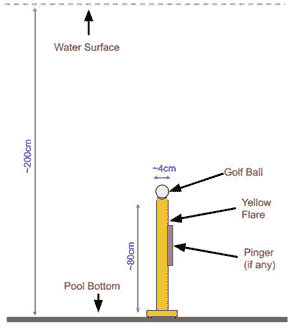 Water Surface
~200cm
~4cm
Golf Ball
Yellow
Flare
~80cm
Pinger
(if any)
Pool Bottom